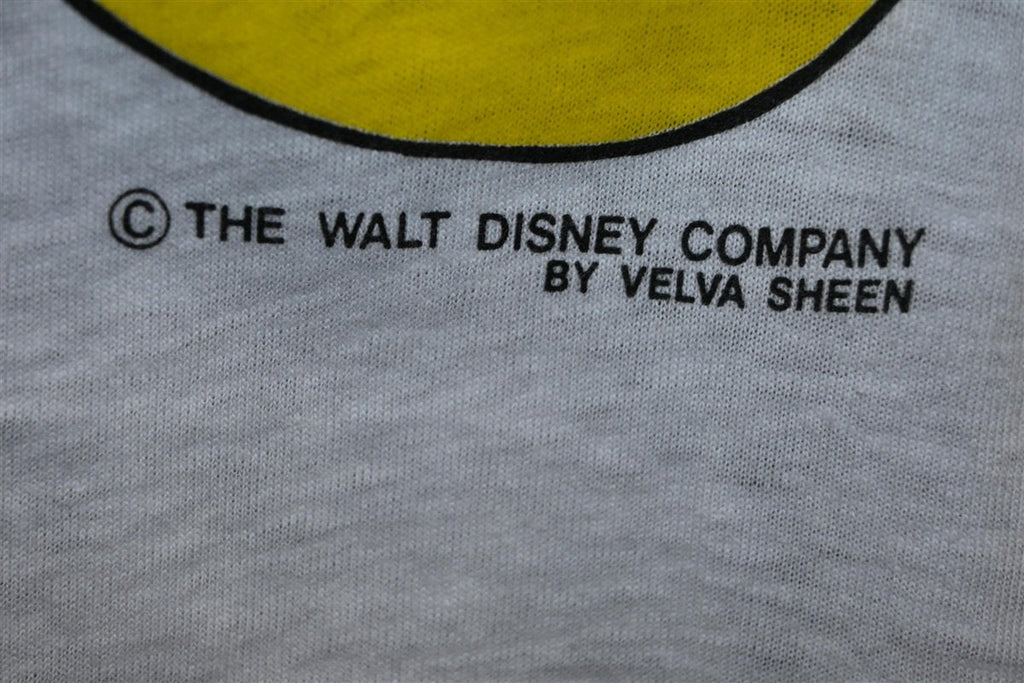 © THE WALT DISNEY COMPANY
BY VELVA SHEEN